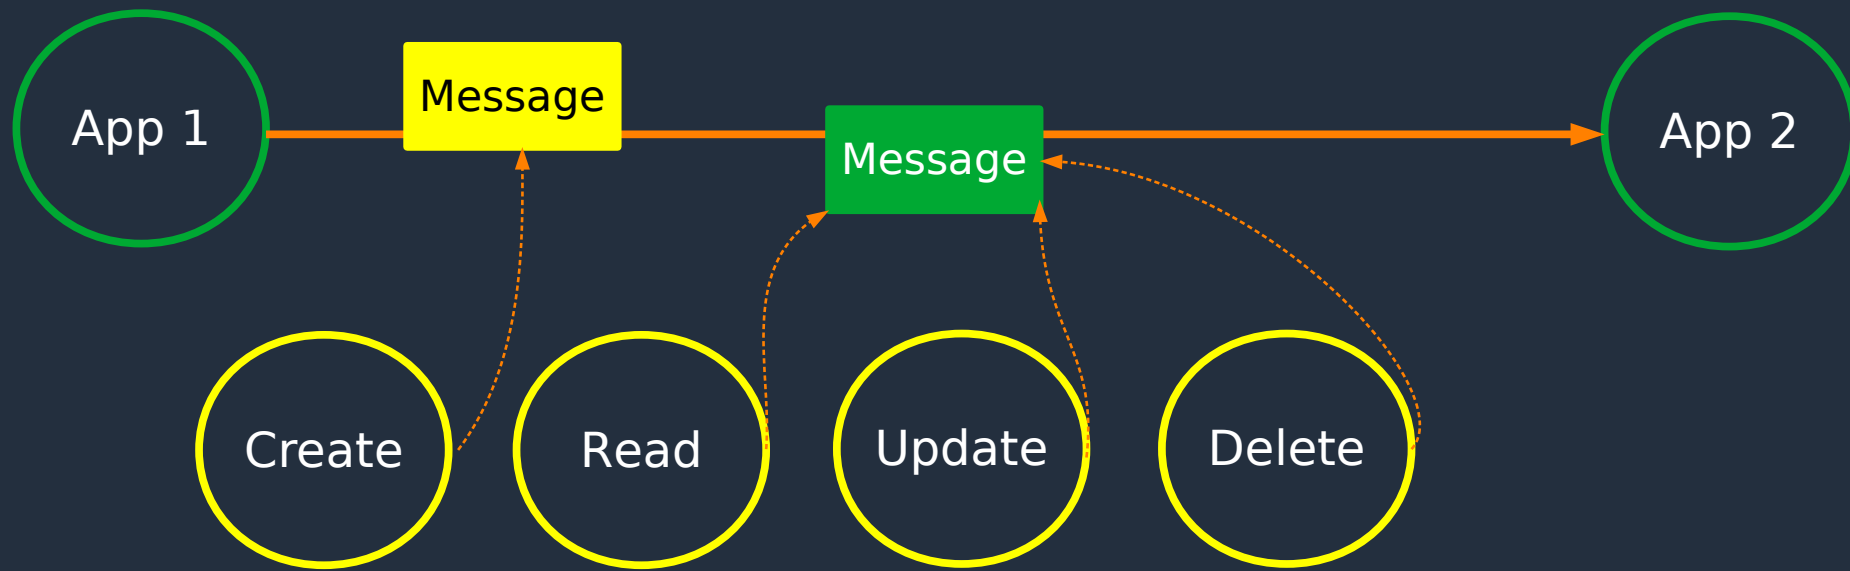 App 1
Message
Message
App 2
Create
Read
Update
Delete